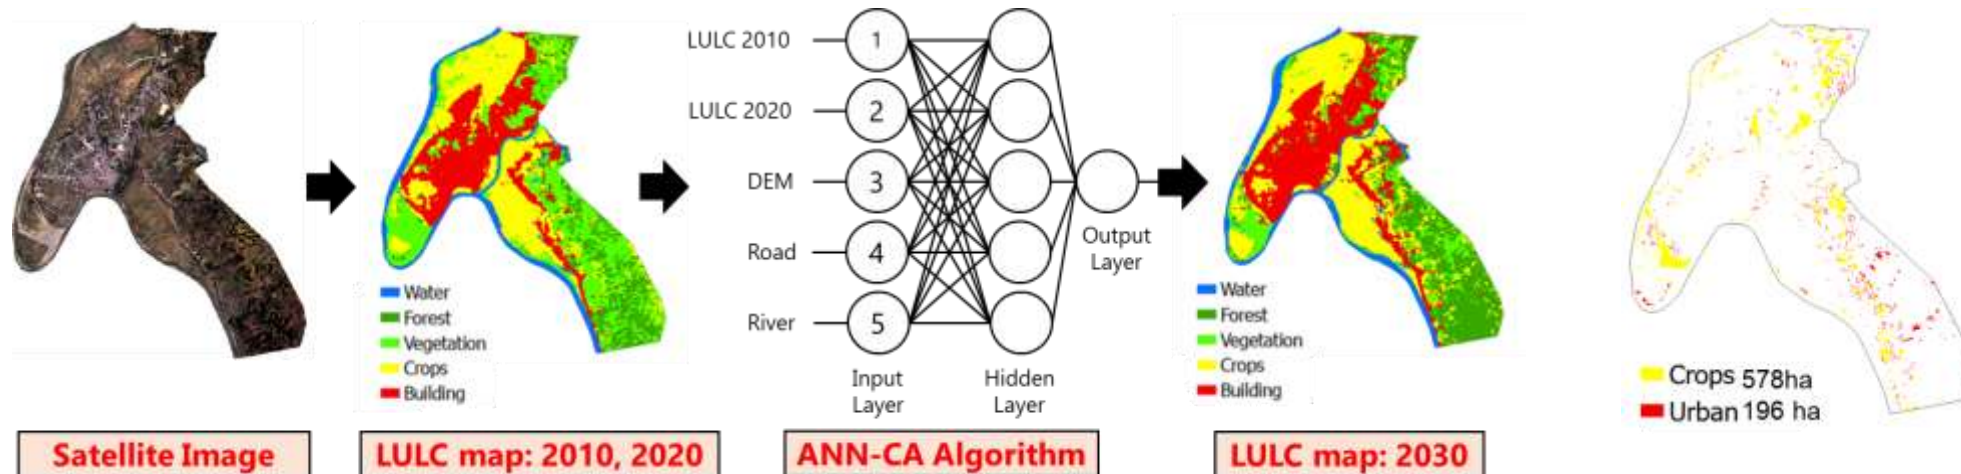 LULC 2010
LULC 2020
DEM
Road
River
1
2
3
4
5
Input
Layer
Hidden
Layer
Output
Layer
Water
Forest
Vegetation
Crops
Building
Water
Forest
Vegetation
Crops
Building
Crops 578ha
Urban 196 ha
Satellite Image
LULC map: 2010, 2020
ANN-CA Algorithm
LULC map: 2030